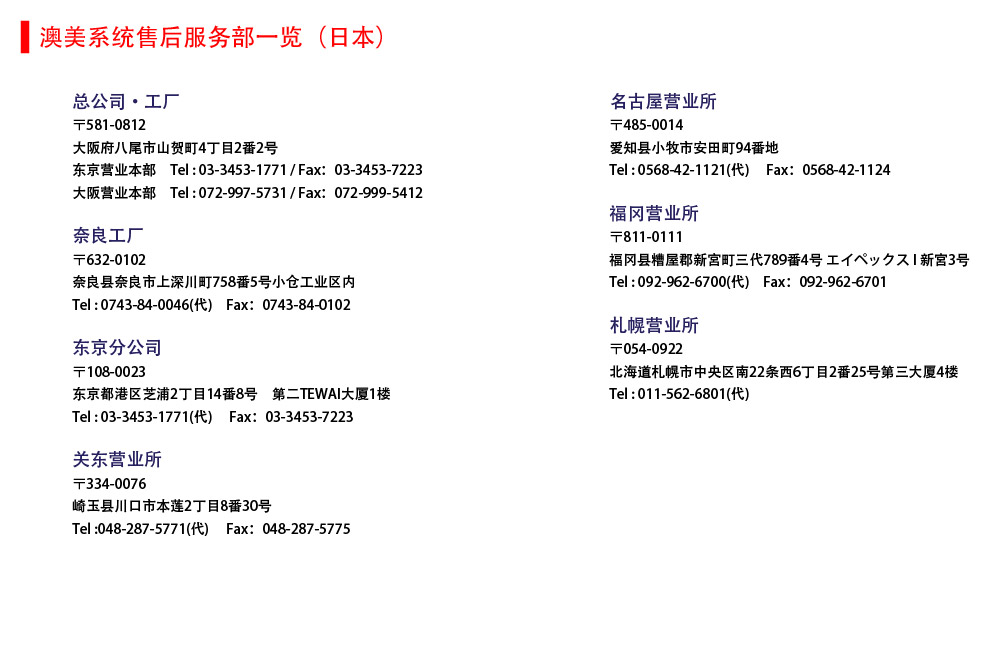 澳美系统售后服务部一览（日本）
总公司・工厂
〒581-0812
大阪府八尾市山贺町4丁目2番2号
东京营业本部　Tel : 03-3453-1771 / Fax：03-3453-7223
大阪营业本部　Tel : 072-997-5731 / Fax：072-999-5412
奈良工厂
〒632-0102
奈良县奈良市上深川町758番5号小仓工业区内
Tel : 0743-84-0046(代)　Fax：0743-84-0102
东京分公司
〒108-0023
东京都港区芝浦2丁目14番8号　第二TEWAI大厦1楼
Tel : 03-3453-1771(代)　Fax：03-3453-7223
关东营业所
〒334-0076
崎玉县川口市本莲2丁目8番30号
Tel :048-287-5771(代)　Fax：048-287-5775
名古屋营业所
〒485-0014
爱知县小牧市安田町94番地
Tel : 0568-42-1121(代)　Fax：0568-42-1124
福冈营业所
〒811-0111
福冈县糟屋郡新宮町三代789番4号 エイペックス I 新宮3号
Tel : 092-962-6700(代)　Fax：092-962-6701
札幌营业所
〒054-0922
北海道札幌市中央区南22条西6丁目2番25号第三大厦4楼
Tel : 011-562-6801(代)